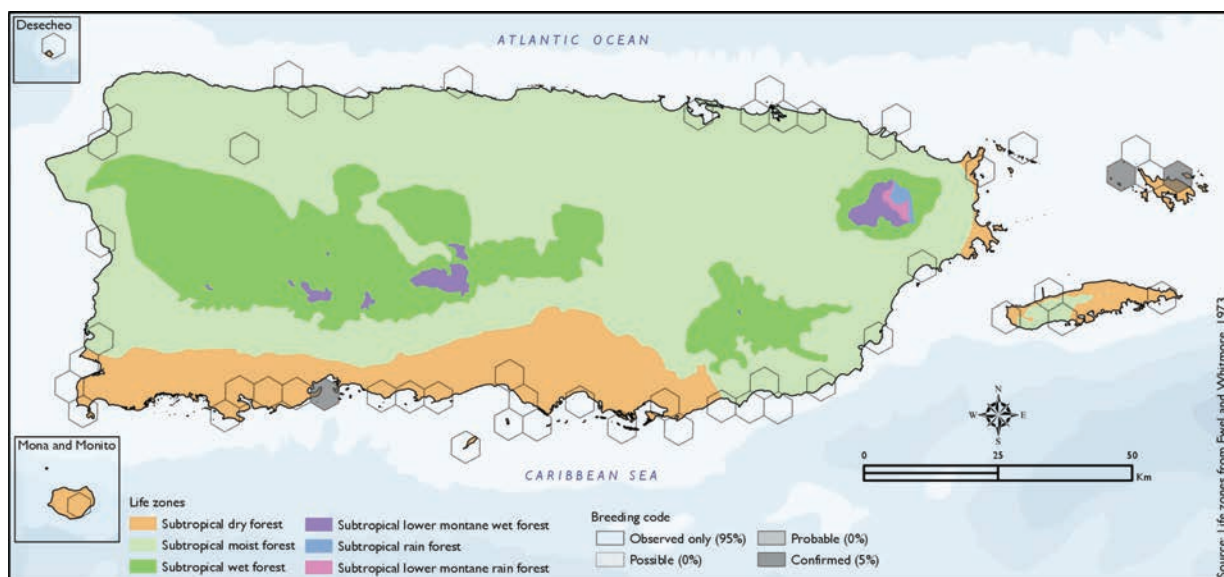 Desecheo
ATLANTIC OCEAN
N
W E
S
0 25 50
Km
CARIBBEAN SEA
Mona and Monito
Life zones
Subtropical dry forest
Subtropical moist forest
Subtropical wet forest
Subtropical lower montane wet forest
Subtropical rain forest
Subtropical lower montane rain forest
Breeding code
Observed only (95%)
Possible (0%)
Probable (0%)
Confirmed (5%)
Source: Life zones from Ewel and Whitmore, 1973